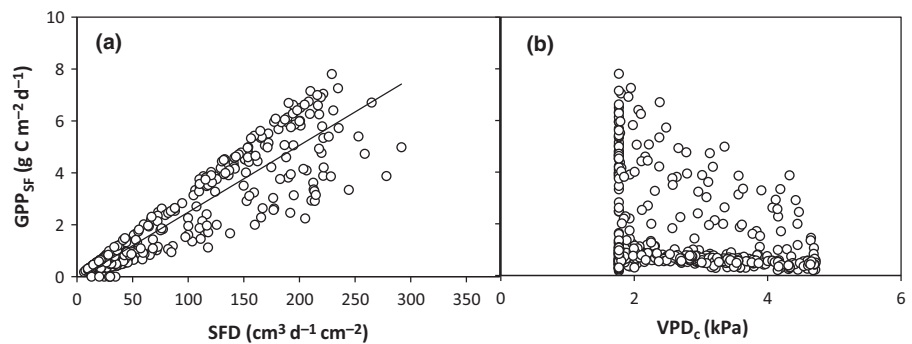 10
8
6
4
2
0
GPP_SF (g C m⁻² d⁻¹)
(a)
0 50 100 150 200 250 300 350
SFD (cm³ d⁻¹ cm⁻²)
(b)
0 2 4 6
VPD_c (kPa)